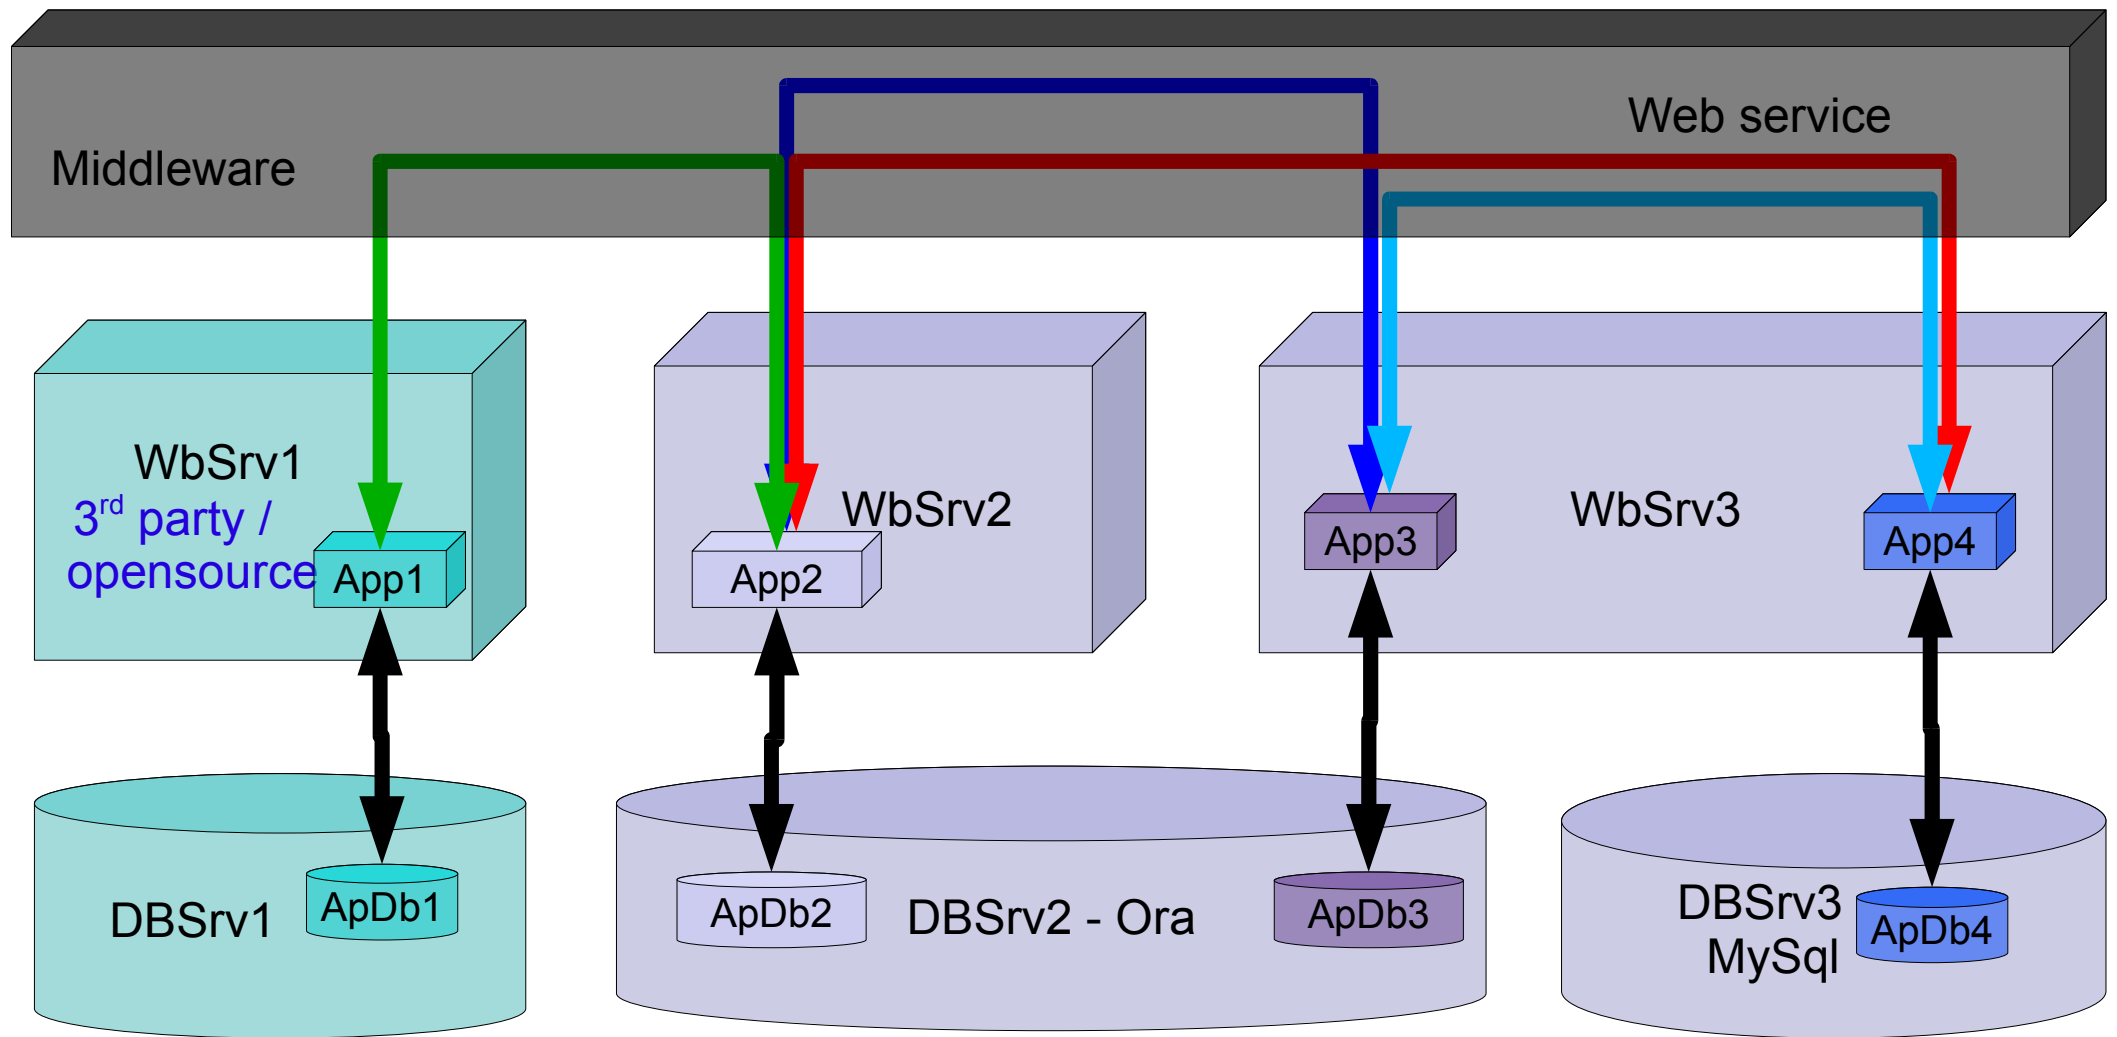 Web service
Middleware
WbSrv1
3rd party /
opensource
App1
WbSrv2
App2
WbSrv3
App3
App4
DBSrv1
ApDb1
ApDb2
DBSrv2 - Ora
ApDb3
DBSrv3
MySql
ApDb4